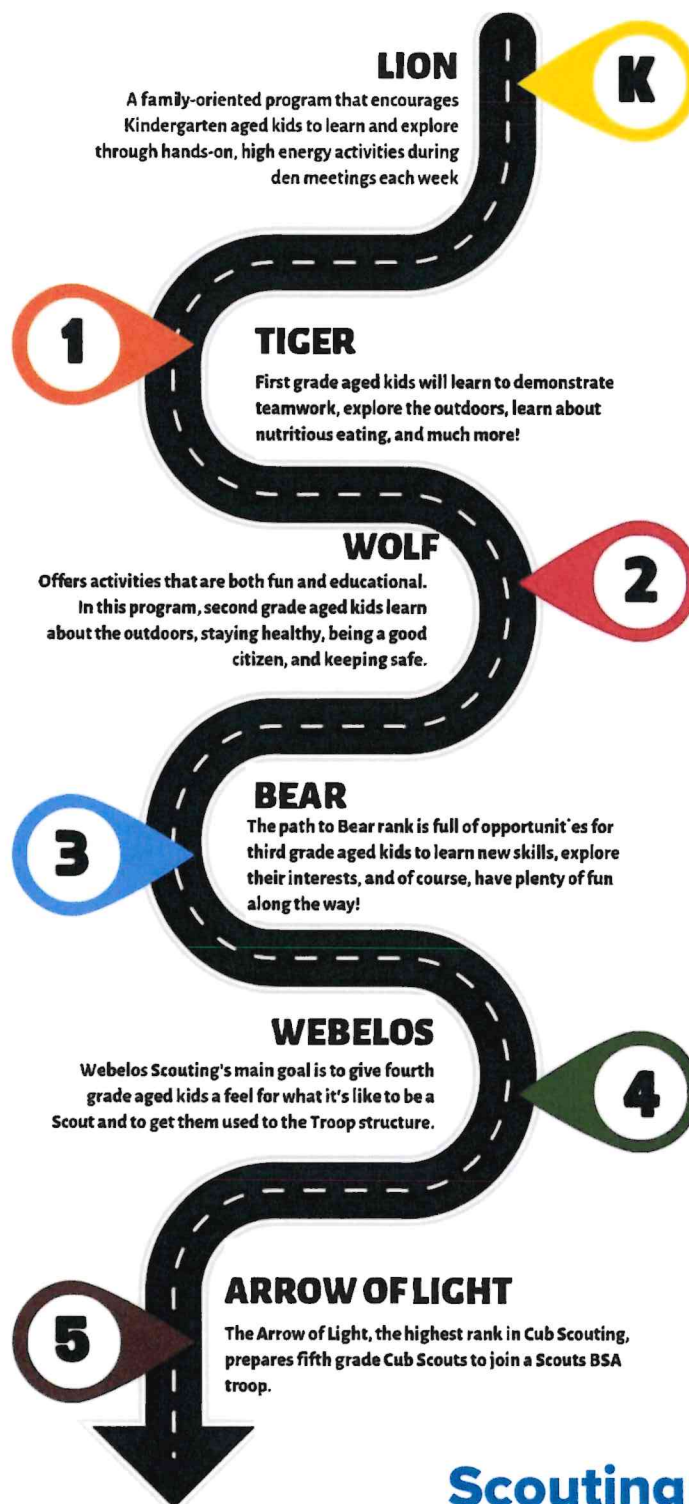 LION
K
A family-oriented program that encourages
Kindergarten aged kids to learn and explore
through hands-on, high energy activities during
den meetings each week
1
TIGER
First grade aged kids will learn to demonstrate
teamwork, explore the outdoors, learn about
nutritious eating, and much more!
WOLF
2
Offers activities that are both fun and educational.
In this program, second grade aged kids learn
about the outdoors, staying healthy, being a good
citizen, and keeping safe.
BEAR
3
The path to Bear rank is full of opportunit es for
third grade aged kids to learn new skills, explore
their interests, and of course, have plenty of fun
along the way!
WEBELOS
4
Webelos Scouting's main goal is to give fourth
grade aged kids a feel for what it's like to be a
Scout and to get them used to the Troop structure.
ARROW OF LIGHT
5
The Arrow of Light, the highest rank in Cub Scouting,
prepares fifth grade Cub Scouts to join a Scouts BSA
troop.
Scouting